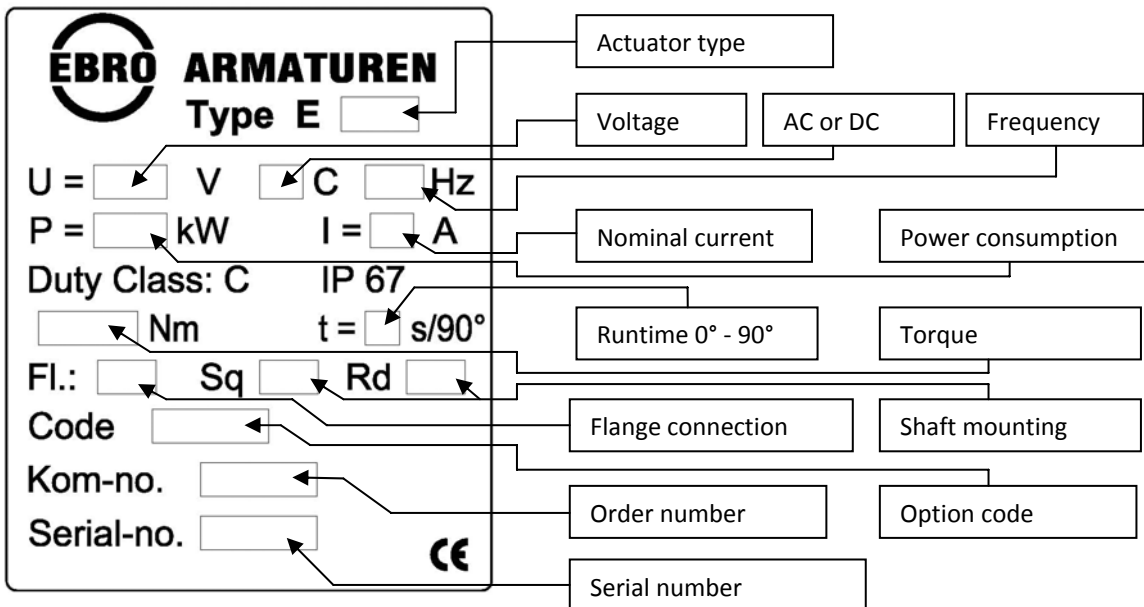 EBRO ARMATUREN
Type E
U = V C Hz
P = kW I = A
Duty Class: C IP 67
Nm t = s/90°
Fl.: Sq Rd
Code
Kom-no.
Serial-no. CE
Actuator type
Voltage AC or DC Frequency
Nominal current Power consumption
Runtime 0° - 90° Torque
Flange connection Shaft mounting
Order number Option code
Serial number